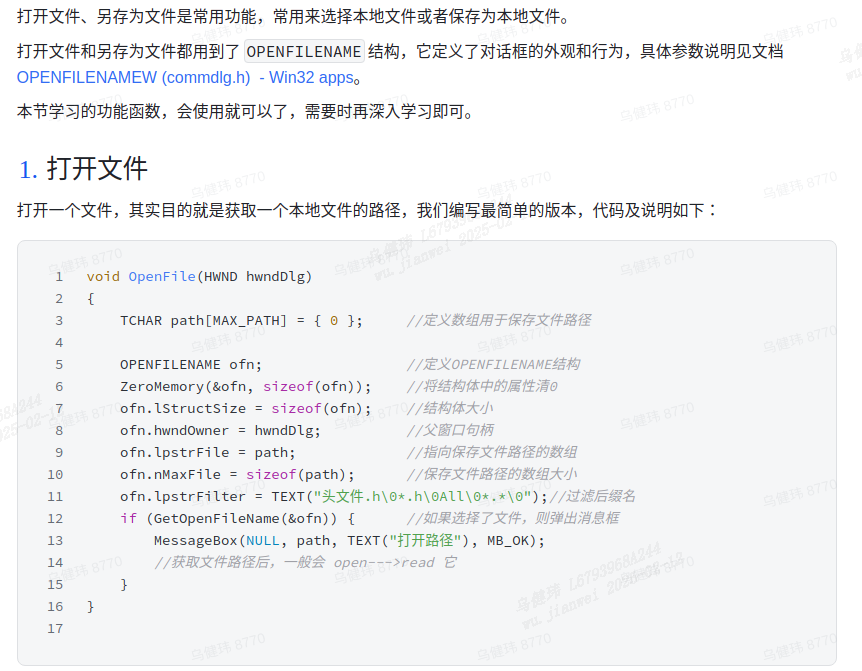 打开文件、另存为文件是常用功能，常用来选择本地文件或者保存为本地文件。
打开文件和另存为文件都用到了 OPENFILENAME 结构，它定义了对话框的外观和行为，具体参数说明见文档
OPENFILENAMEW (commdlg.h)  - Win32 apps。
本节学习的功能函数，会使用就可以了，需要时再深入学习即可。
1. 打开文件
打开一个文件，其实目的就是获取一个本地文件的路径，我们编写最简单的版本，代码及说明如下：
1 void OpenFile(HWND hwndDlg)
2 {
3     TCHAR path[MAX_PATH] = { 0 };     //定义数组用于保存文件路径
4
5     OPENFILENAME ofn;                 //定义OPENFILENAME结构
6     ZeroMemory(&ofn, sizeof(ofn));    //将结构体中的属性清0
7     ofn.lStructSize = sizeof(ofn);    //结构体大小
8     ofn.hwndOwner = hwndDlg;          //父窗口句柄
9     ofn.lpstrFile = path;             //指向保存文件路径的数组
10     ofn.nMaxFile = sizeof(path);      //保存文件路径的数组大小
11     ofn.lpstrFilter = TEXT("头文件.h\0*.h\0All\0*.*\0");//过滤后缀名
12     if (GetOpenFileName(&ofn)) {      //如果选择了文件，则弹出消息框
13         MessageBox(NULL, path, TEXT("打开路径"), MB_OK);
14         //获取文件路径后，一般会 open--->read 它
15     }
16 }
17